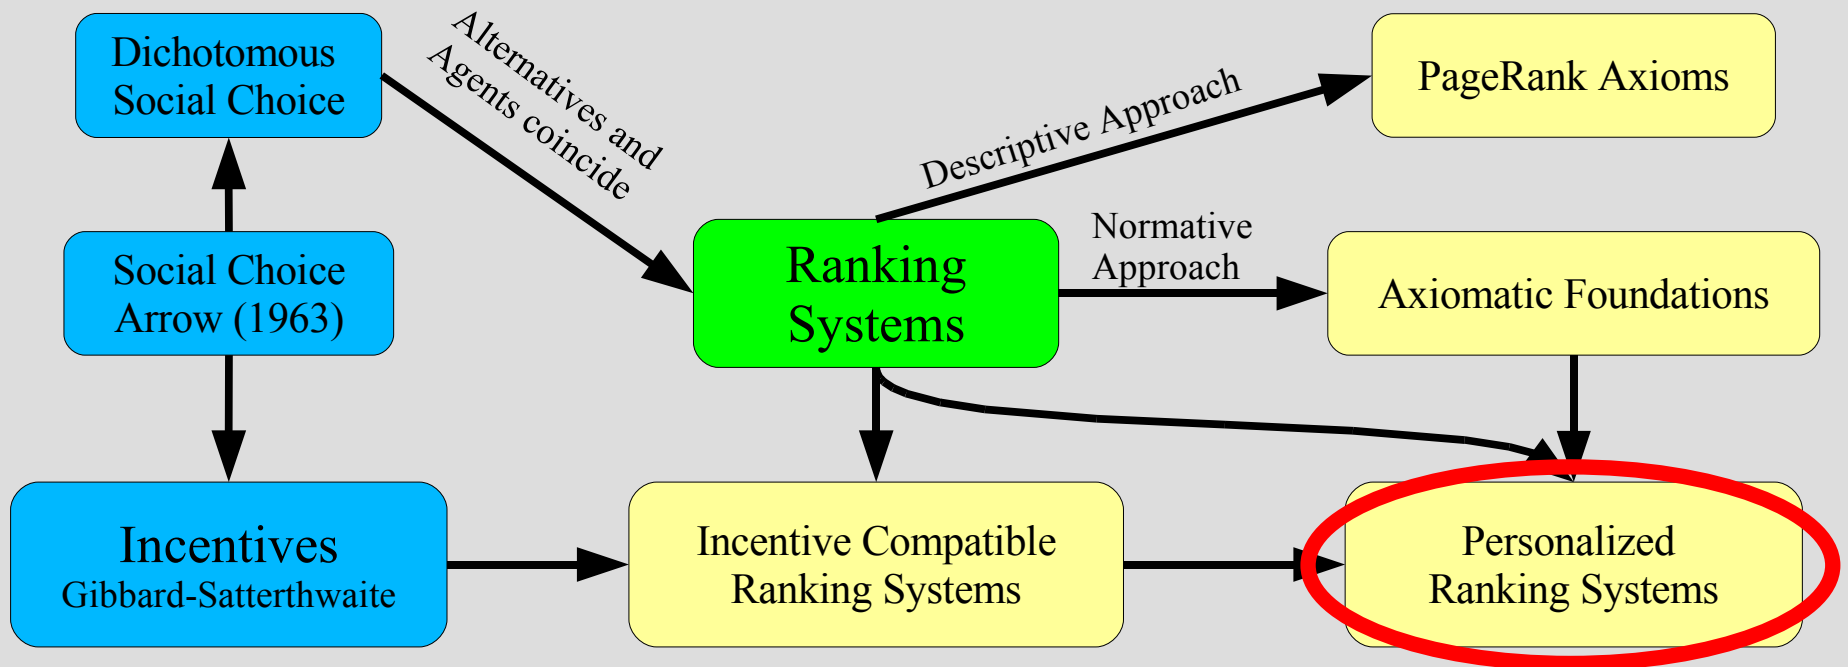 Dichotomous
Social Choice
Alternatives and
Agents coincide
Descriptive Approach
PageRank Axioms
Social Choice
Arrow (1963)
Ranking
Systems
Normative
Approach
Axiomatic Foundations
Incentives
Gibbard-Satterthwaite
Incentive Compatible
Ranking Systems
Personalized
Ranking Systems